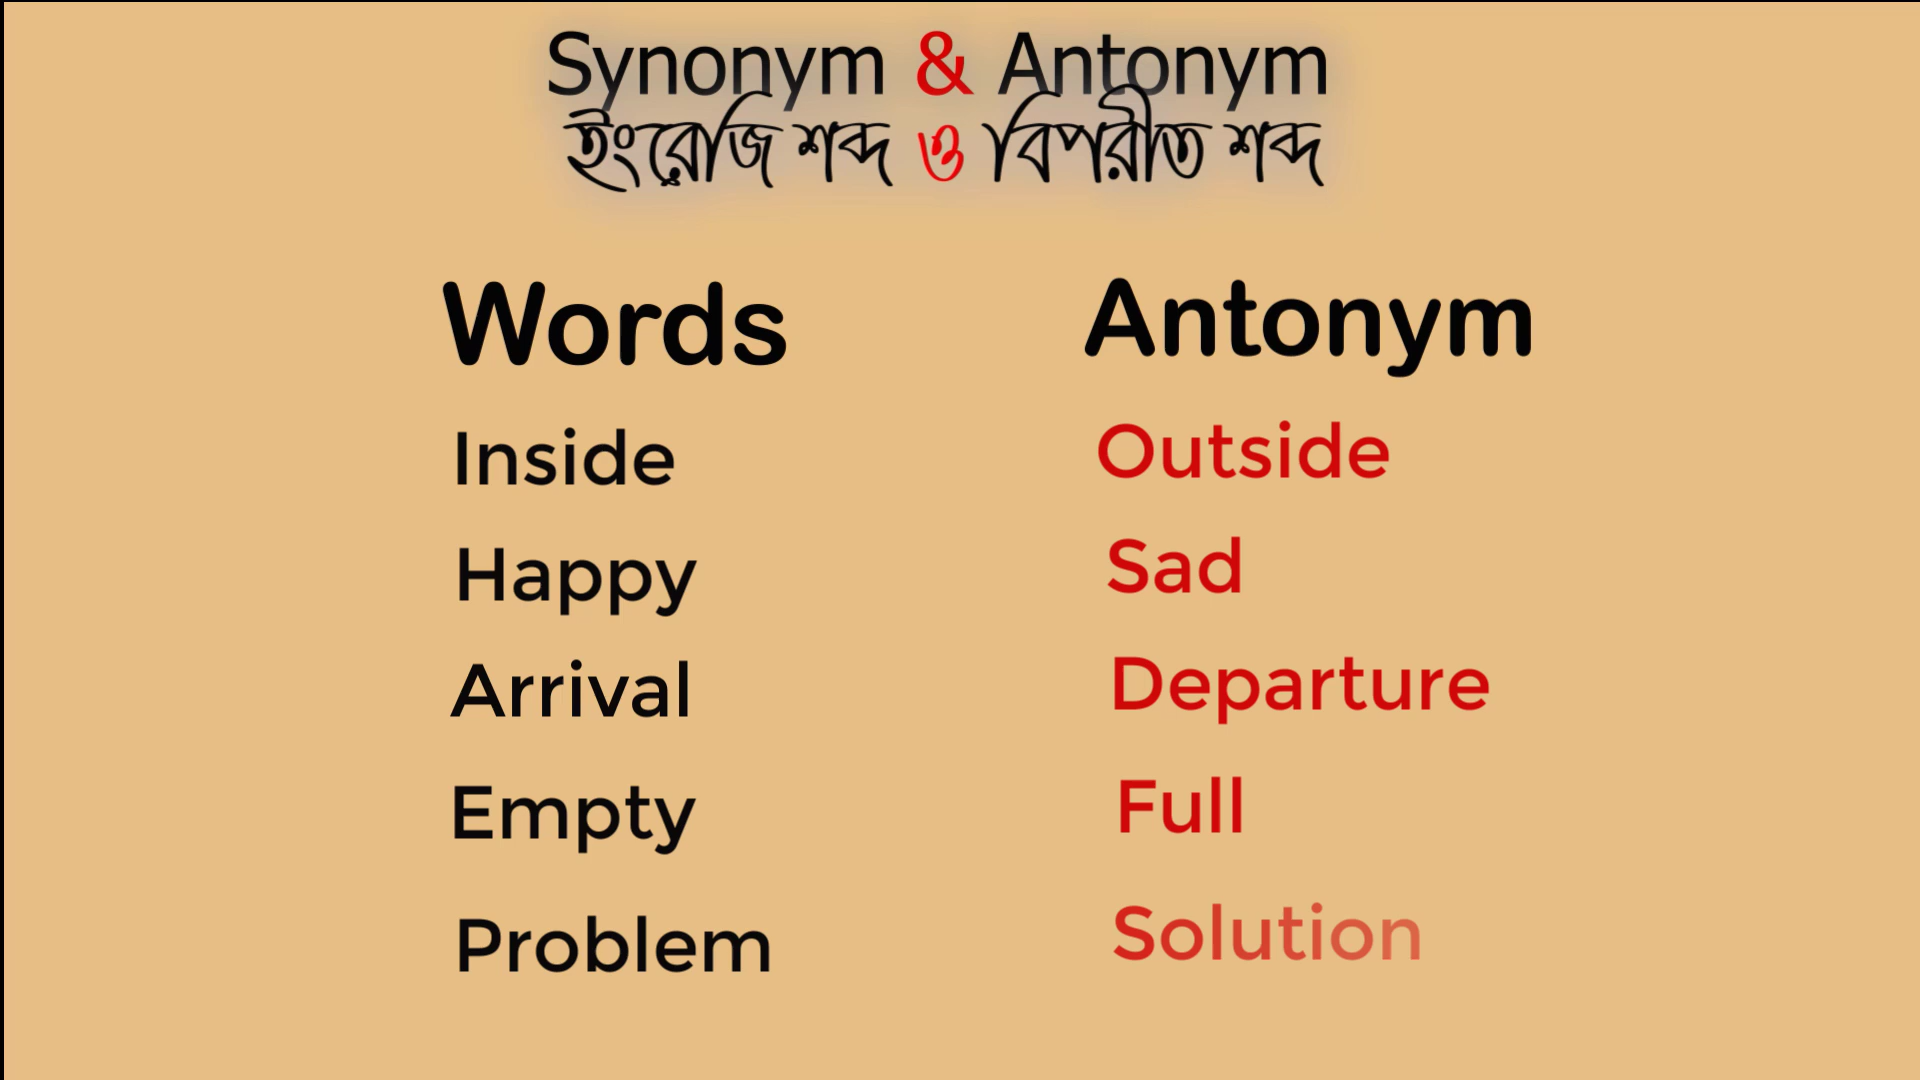 Synonym & Antonym
ইংরেজি শব্দ ও বিপরীত শব্দ
Words Antonym
Inside Outside
Happy Sad
Arrival Departure
Empty Full
Problem Solution